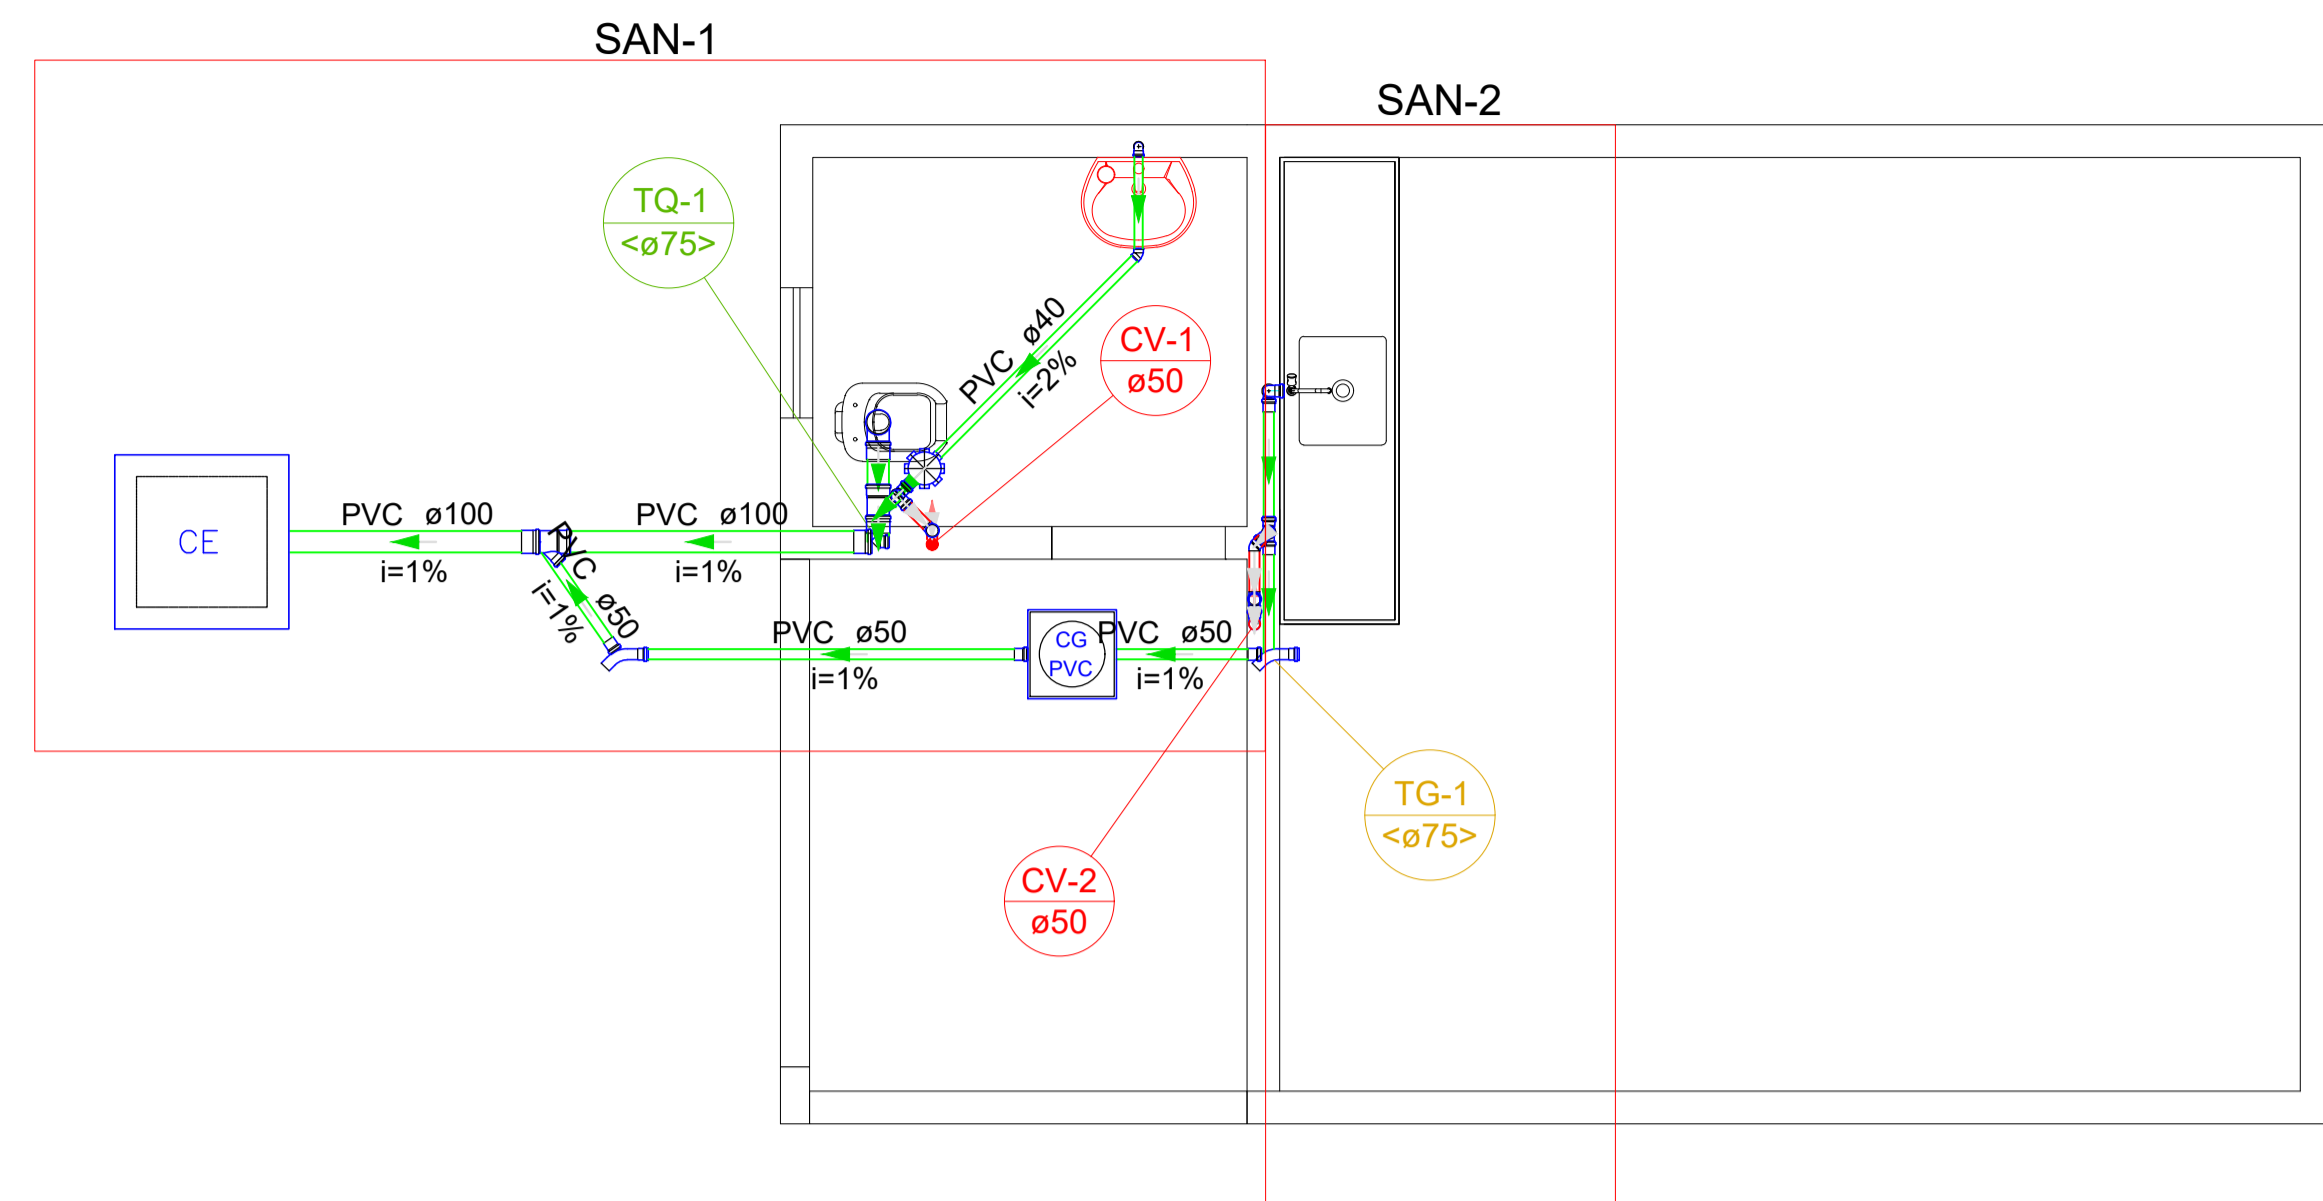 SAN-1
SAN-2
TQ-1
<ø75>
PVC ø40
i=2%
CV-1
ø50
CE
PVC ø100
i=1%
PVC ø100
i=1%
PVC ø50
i=1%
PVC ø50
i=1%
CG
PVC
PVC ø50
i=1%
TG-1
<ø75>
CV-2
ø50